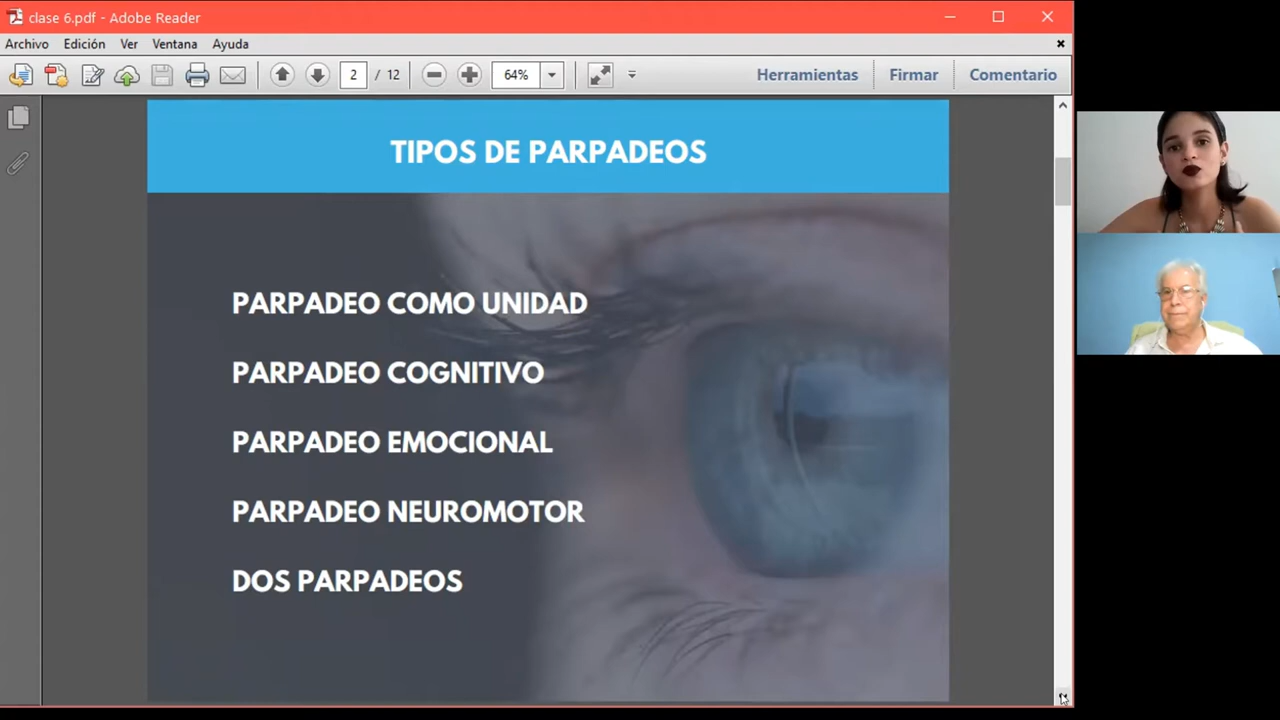 clase 6.pdf - Adobe Reader
Archivo Edición Ver Ventana Ayuda
2 / 12 64% Herramientas Firmar Comentario
TIPOS DE PARPADEOS
PARPADEO COMO UNIDAD
PARPADEO COGNITIVO
PARPADEO EMOCIONAL
PARPADEO NEUROMOTOR
DOS PARPADEOS